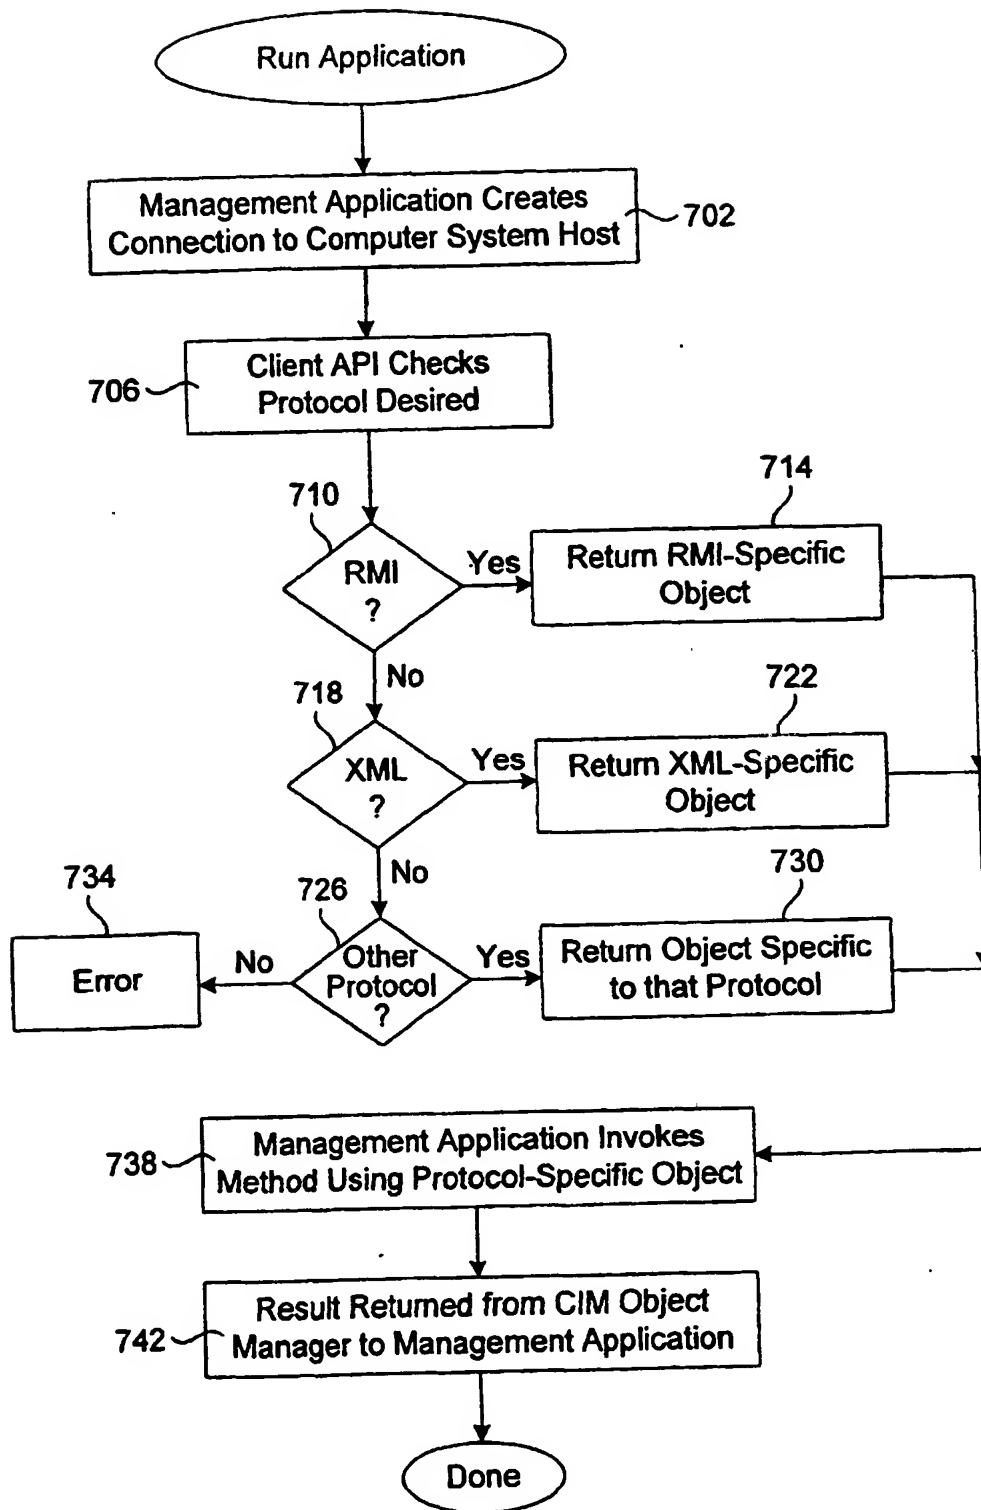 Run Application
Management Application Creates
Connection to Computer System Host
702
Client API Checks
Protocol Desired
706
710
RMI
?
Yes
714
Return RMI-Specific
Object
No
718
XML
?
Yes
722
Return XML-Specific
Object
No
726
Other
Protocol
?
Yes
730
Return Object Specific
to that Protocol
No
734
Error
738
Management Application Invokes
Method Using Protocol-Specific Object
742
Result Returned from CIM Object
Manager to Management Application
Done